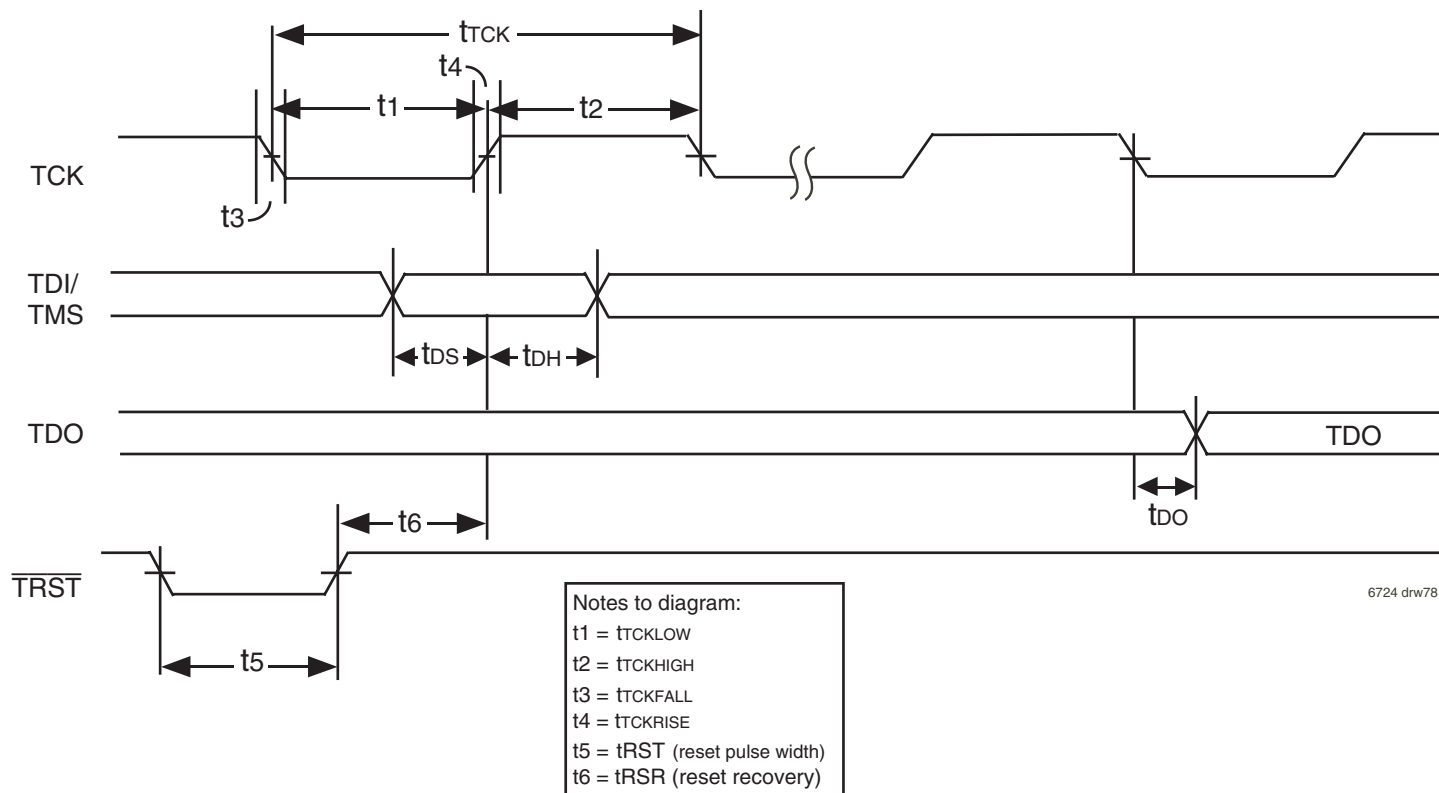 tTCK
t4
t1
t2
TCK
t3
TDI/
TMS
tDS
tDH
TDO
TDO
tDO
t6
TRST
6724 drw78
t5
Notes to diagram:
t1 = tTCKLOW
t2 = tTCKHIGH
t3 = tTCKFALL
t4 = tTCKRISE
t5 = tRST (reset pulse width)
t6 = tRSR (reset recovery)